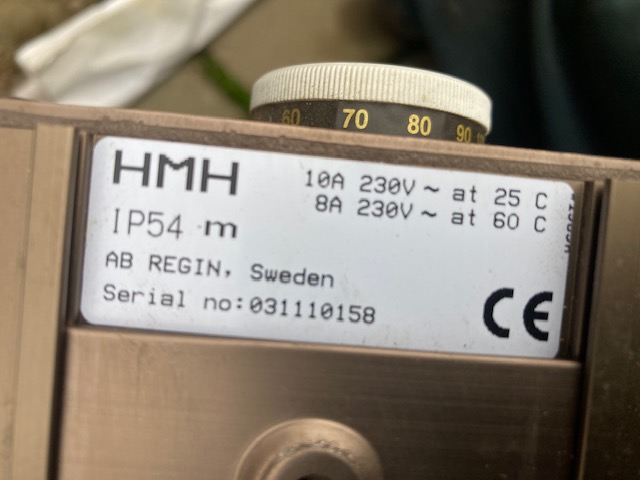 60 70 80 90
HMH
10A 230V ~ at 25 C
8A 230V ~ at 60 C
IP54 m
AB REGIN, Sweden
Serial no:031110158
CE